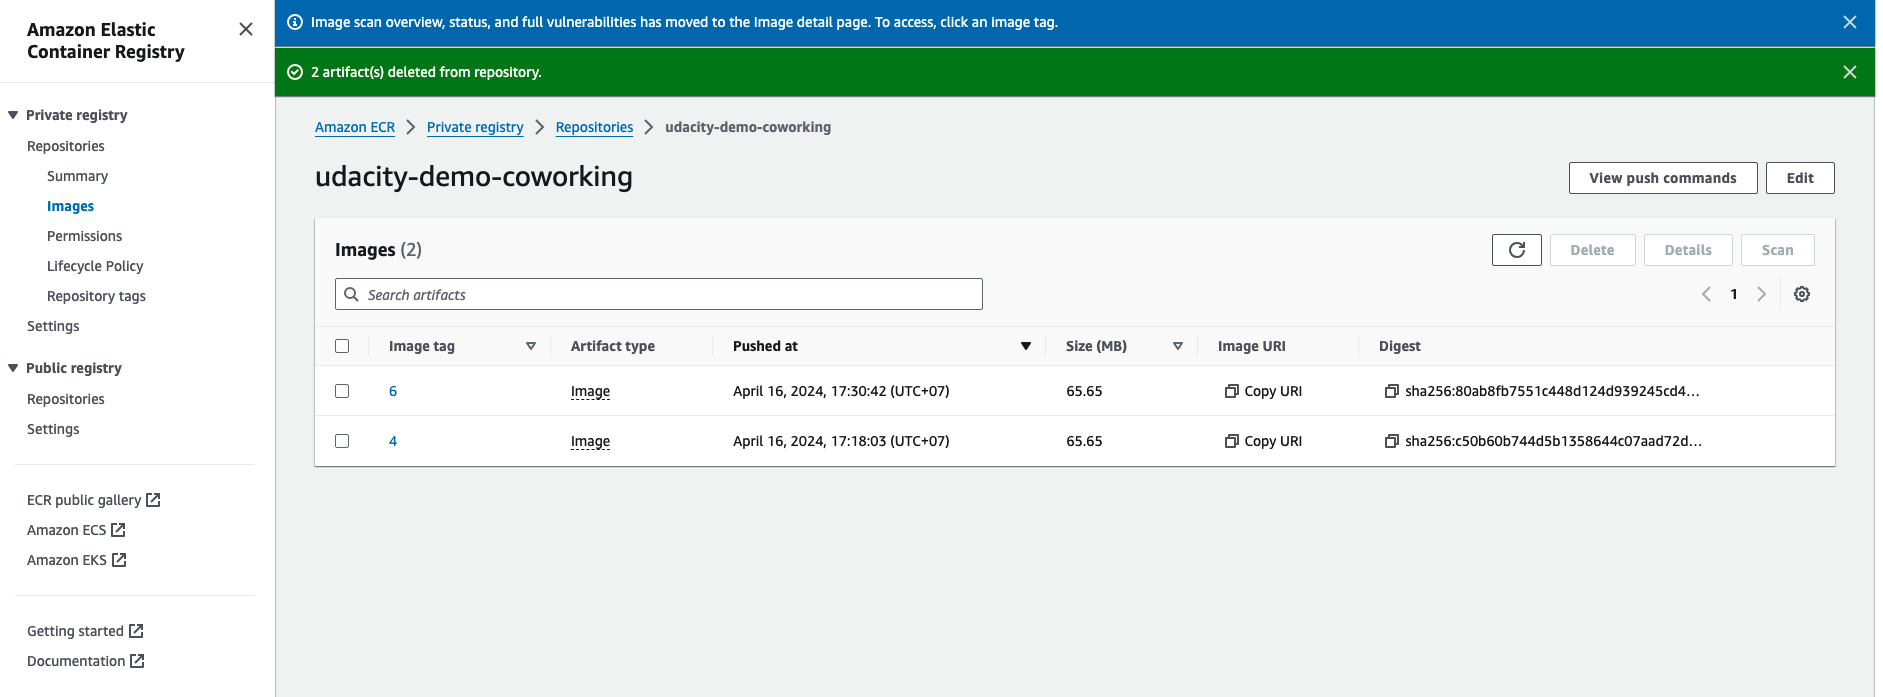 Amazon Elastic
Container Registry
Private registry
Repositories
Summary
Images
Permissions
Lifecycle Policy
Repository tags
Settings
Public registry
Repositories
Settings
ECR public gallery
Amazon ECS
Amazon EKS
Getting started
Documentation
Image scan overview, status, and full vulnerabilities has moved to the Image detail page. To access, click an image tag.
2 artifact(s) deleted from repository.
Amazon ECR Private registry Repositories udacity-demo-coworking
udacity-demo-coworking
View push commands Edit
Images (2)
Delete Details Scan
Search artifacts
1
Image tag Artifact type Pushed at Size (MB) Image URI Digest
6 Image April 16, 2024, 17:30:42 (UTC+07) 65.65 Copy URI sha256:80ab8fb7551c448d124d939245cd4...
4 Image April 16, 2024, 17:18:03 (UTC+07) 65.65 Copy URI sha256:c50b60b744d5b1358644c07aad72d...